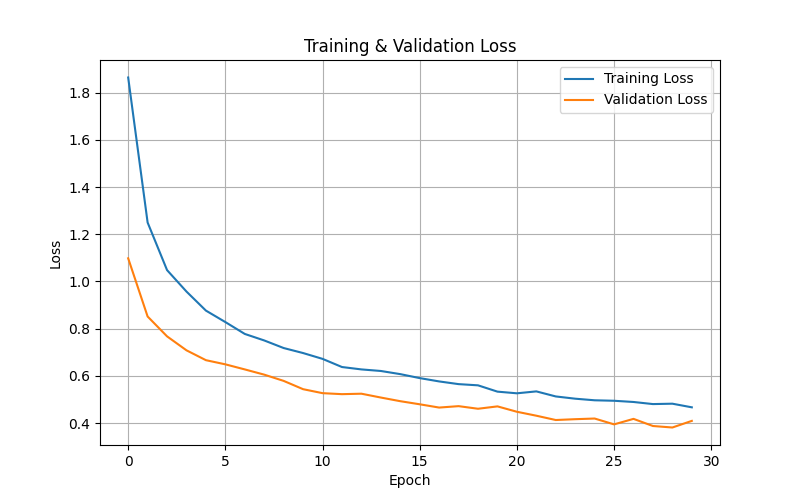 Training & Validation Loss
Training Loss
Validation Loss
Loss
1.8
1.6
1.4
1.2
1.0
0.8
0.6
0.4
0 5 10 15 20 25 30
Epoch